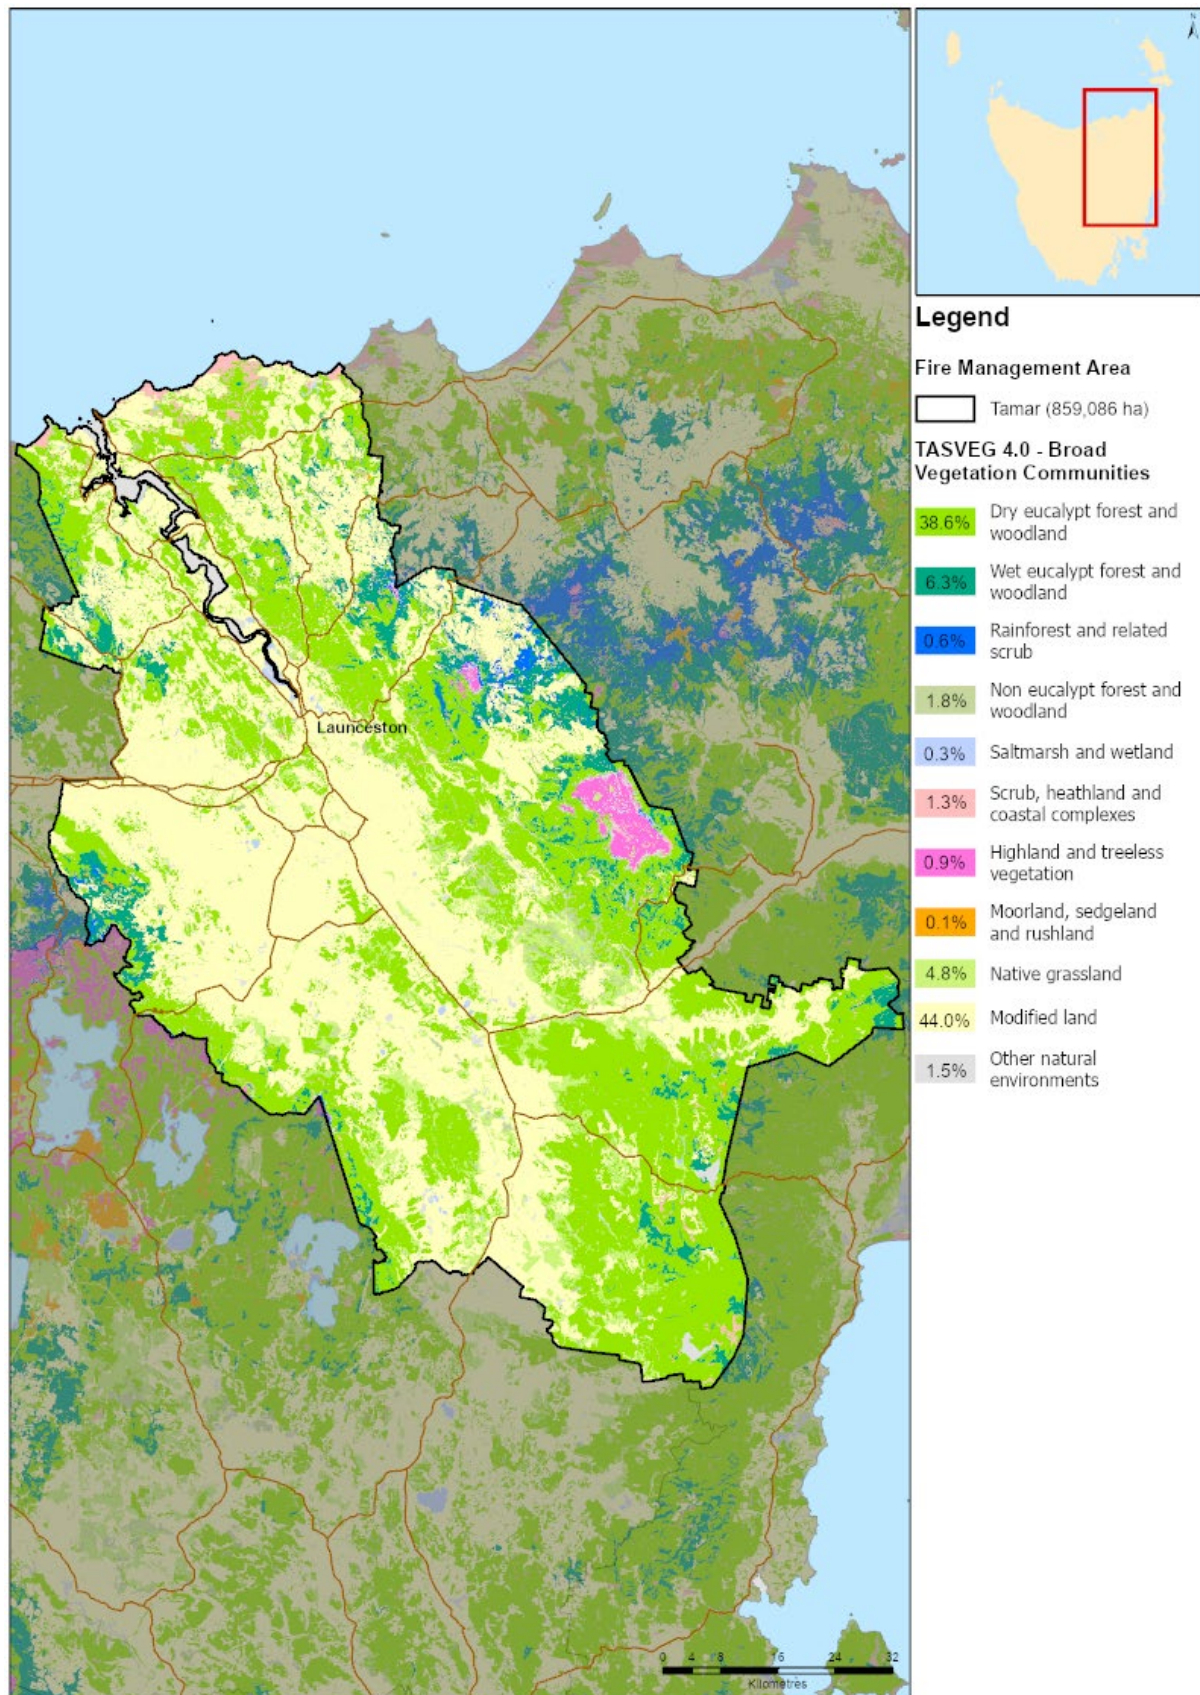 N
Legend
Fire Management Area
Tamar (859,086 ha)
TASVEG 4.0 - Broad
Vegetation Communities
38.6%
Dry eucalypt forest and
woodland
6.3%
Wet eucalypt forest and
woodland
0.6%
Rainforest and related
scrub
1.8%
Non eucalypt forest and
woodland
0.3%
Saltmarsh and wetland
1.3%
Scrub, heathland and
coastal complexes
0.9%
Highland and treeless
vegetation
0.1%
Moorland, sedgeland
and rushland
4.8%
Native grassland
44.0%
Modified land
1.5%
Other natural
environments
Launceston
0 4 8 16 24 32
Kilometres